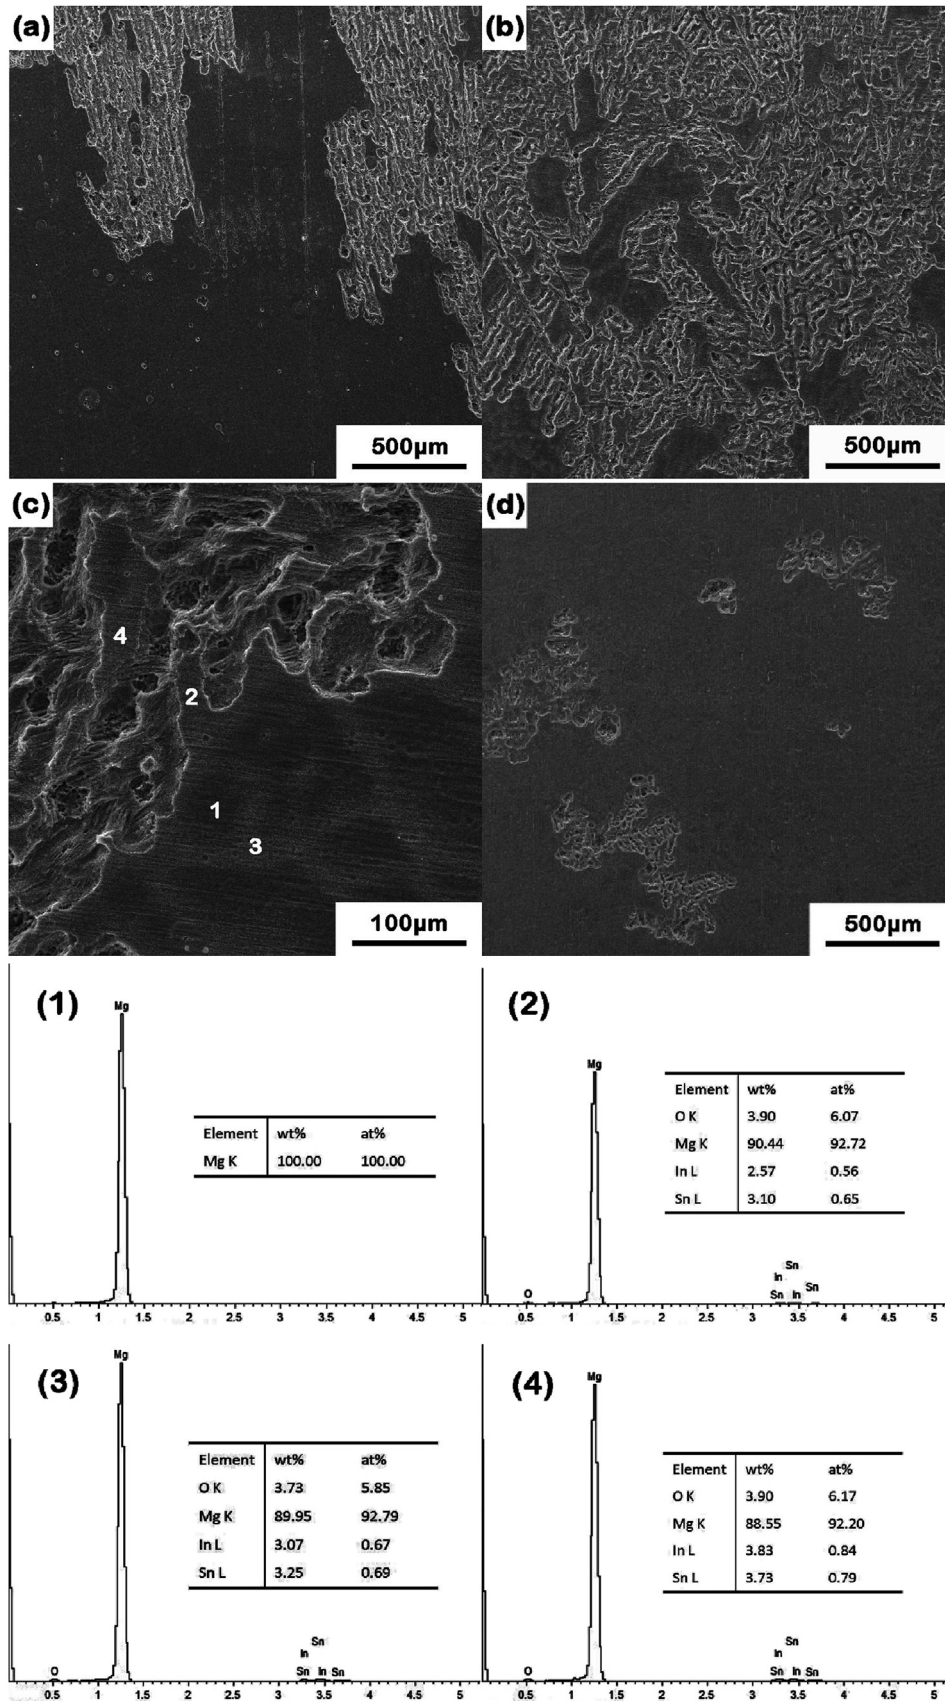 (a)
(b)
500μm
500μm
(c)
(d)
4
2
1
3
100μm
500μm
(1)
Mg
Element wt% at%
Mg K 100.00 100.00
0.5 1 1.5 2 2.5 3 3.5 4 4.5 5
(2)
Mg
Element wt% at%
O K 3.90 6.07
Mg K 90.44 92.72
In L 2.57 0.56
Sn L 3.10 0.65
Sn
In Sn
O Sn In
0.5 1 1.5 2 2.5 3 3.5 4 4.5 5
(3)
Mg
Element wt% at%
O K 3.73 5.85
Mg K 89.95 92.79
In L 3.07 0.67
Sn L 3.25 0.69
Sn
In
O Sn In Sn
0.5 1 1.5 2 2.5 3 3.5 4 4.5 5
(4)
Mg
Element wt% at%
O K 3.90 6.17
Mg K 88.55 92.20
In L 3.83 0.84
Sn L 3.73 0.79
Sn
In
O Sn In Sn
0.5 1 1.5 2 2.5 3 3.5 4 4.5 5